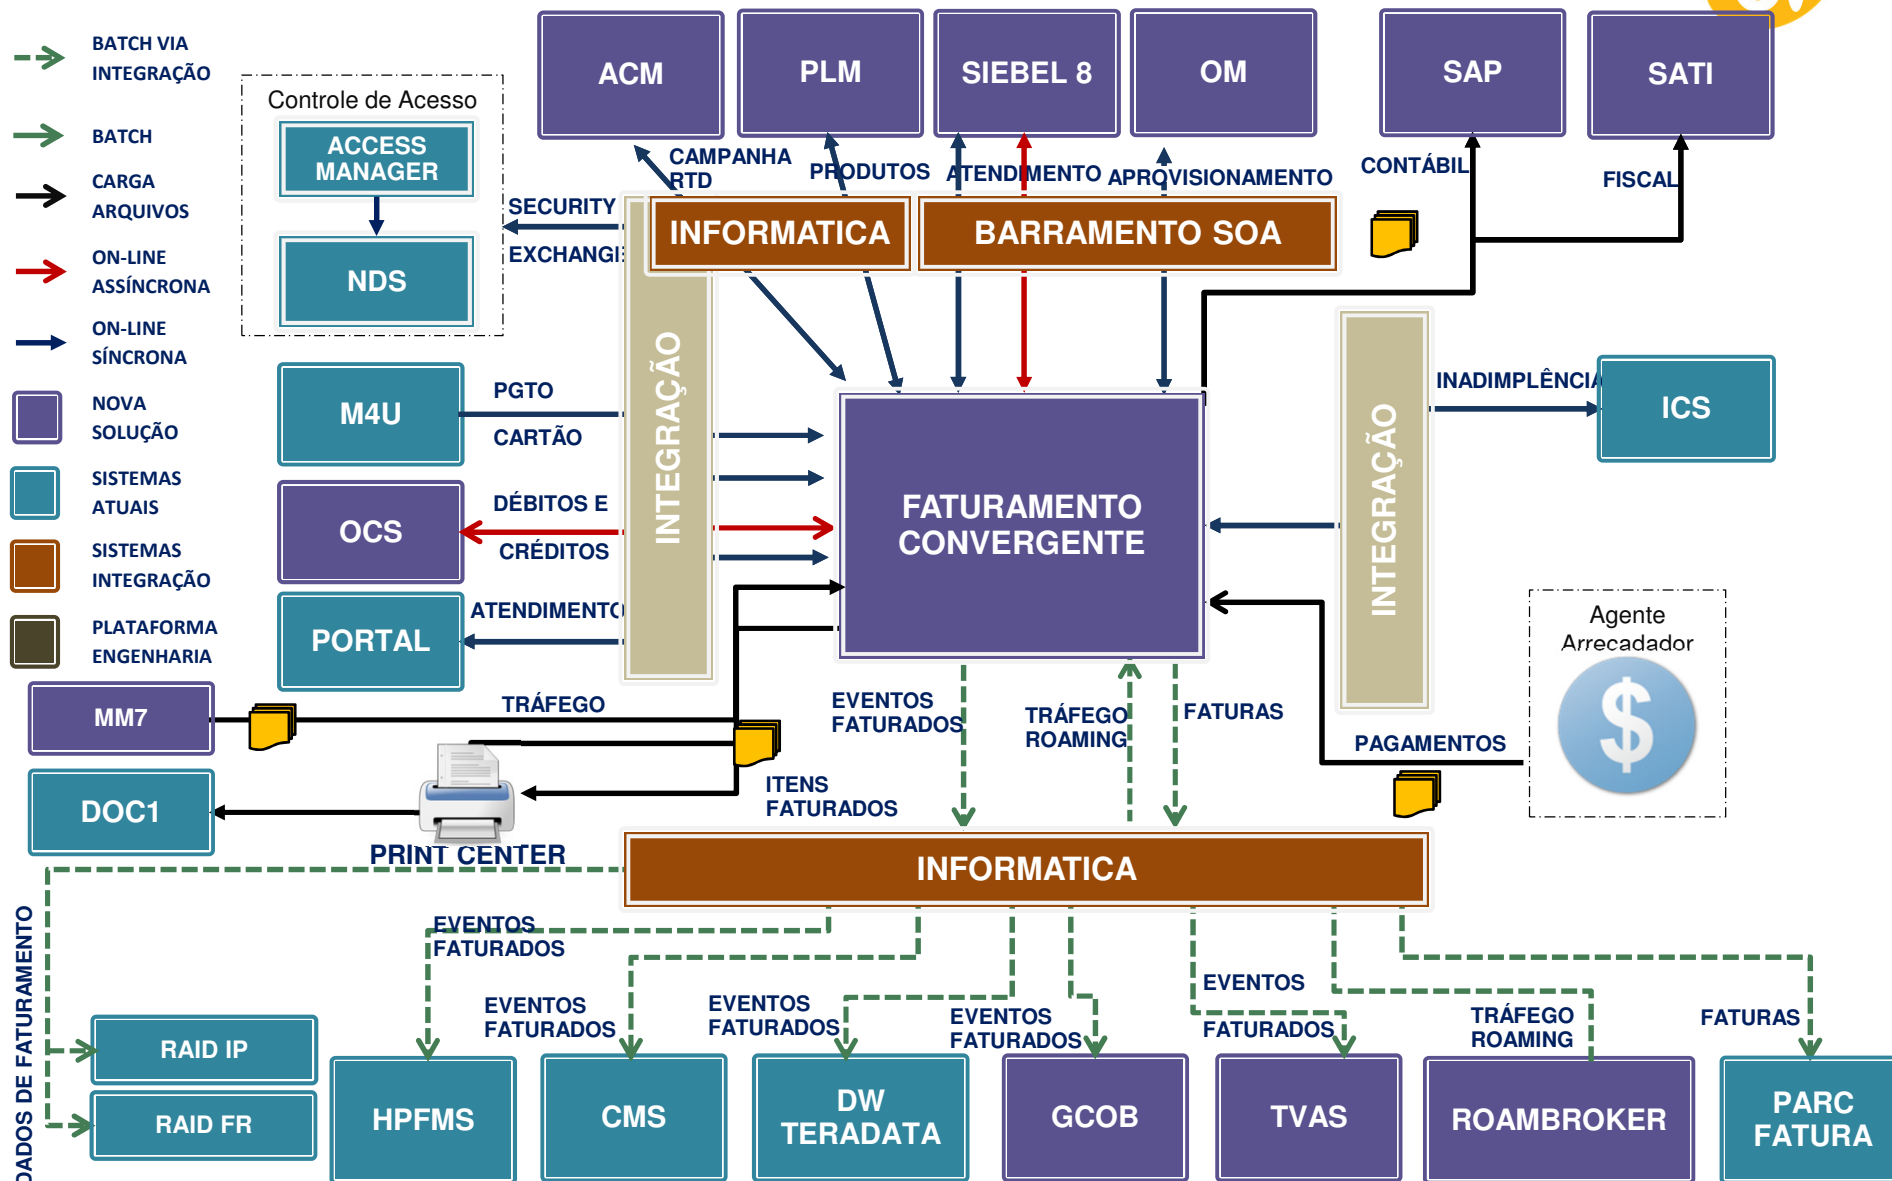 BATCH VIA
INTEGRAÇÃO
BATCH
CARGA
ARQUIVOS
ON-LINE
ASSÍNCRONA
ON-LINE
SÍNCRONA
NOVA
SOLUÇÃO
SISTEMAS
ATUAIS
SISTEMAS
INTEGRAÇÃO
PLATAFORMA
ENGENHARIA
Controle de Acesso
ACCESS
MANAGER
NDS
ACM
PLM
SIEBEL 8
OM
SAP
SATI
CAMPANHA
RTD
PRODUTOS
ATENDIMENTO
APROVISIONAMENTO
CONTÁBIL
FISCAL
SECURITY
EXCHANGE
INFORMATICA
BARRAMENTO SOA
INTEGRAÇÃO
M4U
PGTO
CARTÃO
OCS
DÉBITOS E
CRÉDITOS
PORTAL
ATENDIMENTO
FATURAMENTO
CONVERGENTE
INTEGRAÇÃO
INADIMPLÊNCIA
ICS
Agente
Arrecadador
$
PAGAMENTOS
MM7
TRÁFEGO
DOC1
PRINT CENTER
ITENS
FATURADOS
EVENTOS
FATURADOS
TRÁFEGO
ROAMING
FATURAS
INFORMATICA
DADOS DE FATURAMENTO
RAID IP
RAID FR
EVENTOS
FATURADOS
HPFMS
EVENTOS
FATURADOS
CMS
EVENTOS
FATURADOS
DW
TERADATA
EVENTOS
FATURADOS
GCOB
EVENTOS
FATURADOS
TVAS
TRÁFEGO
ROAMING
ROAMBROKER
FATURAS
PARC
FATURA